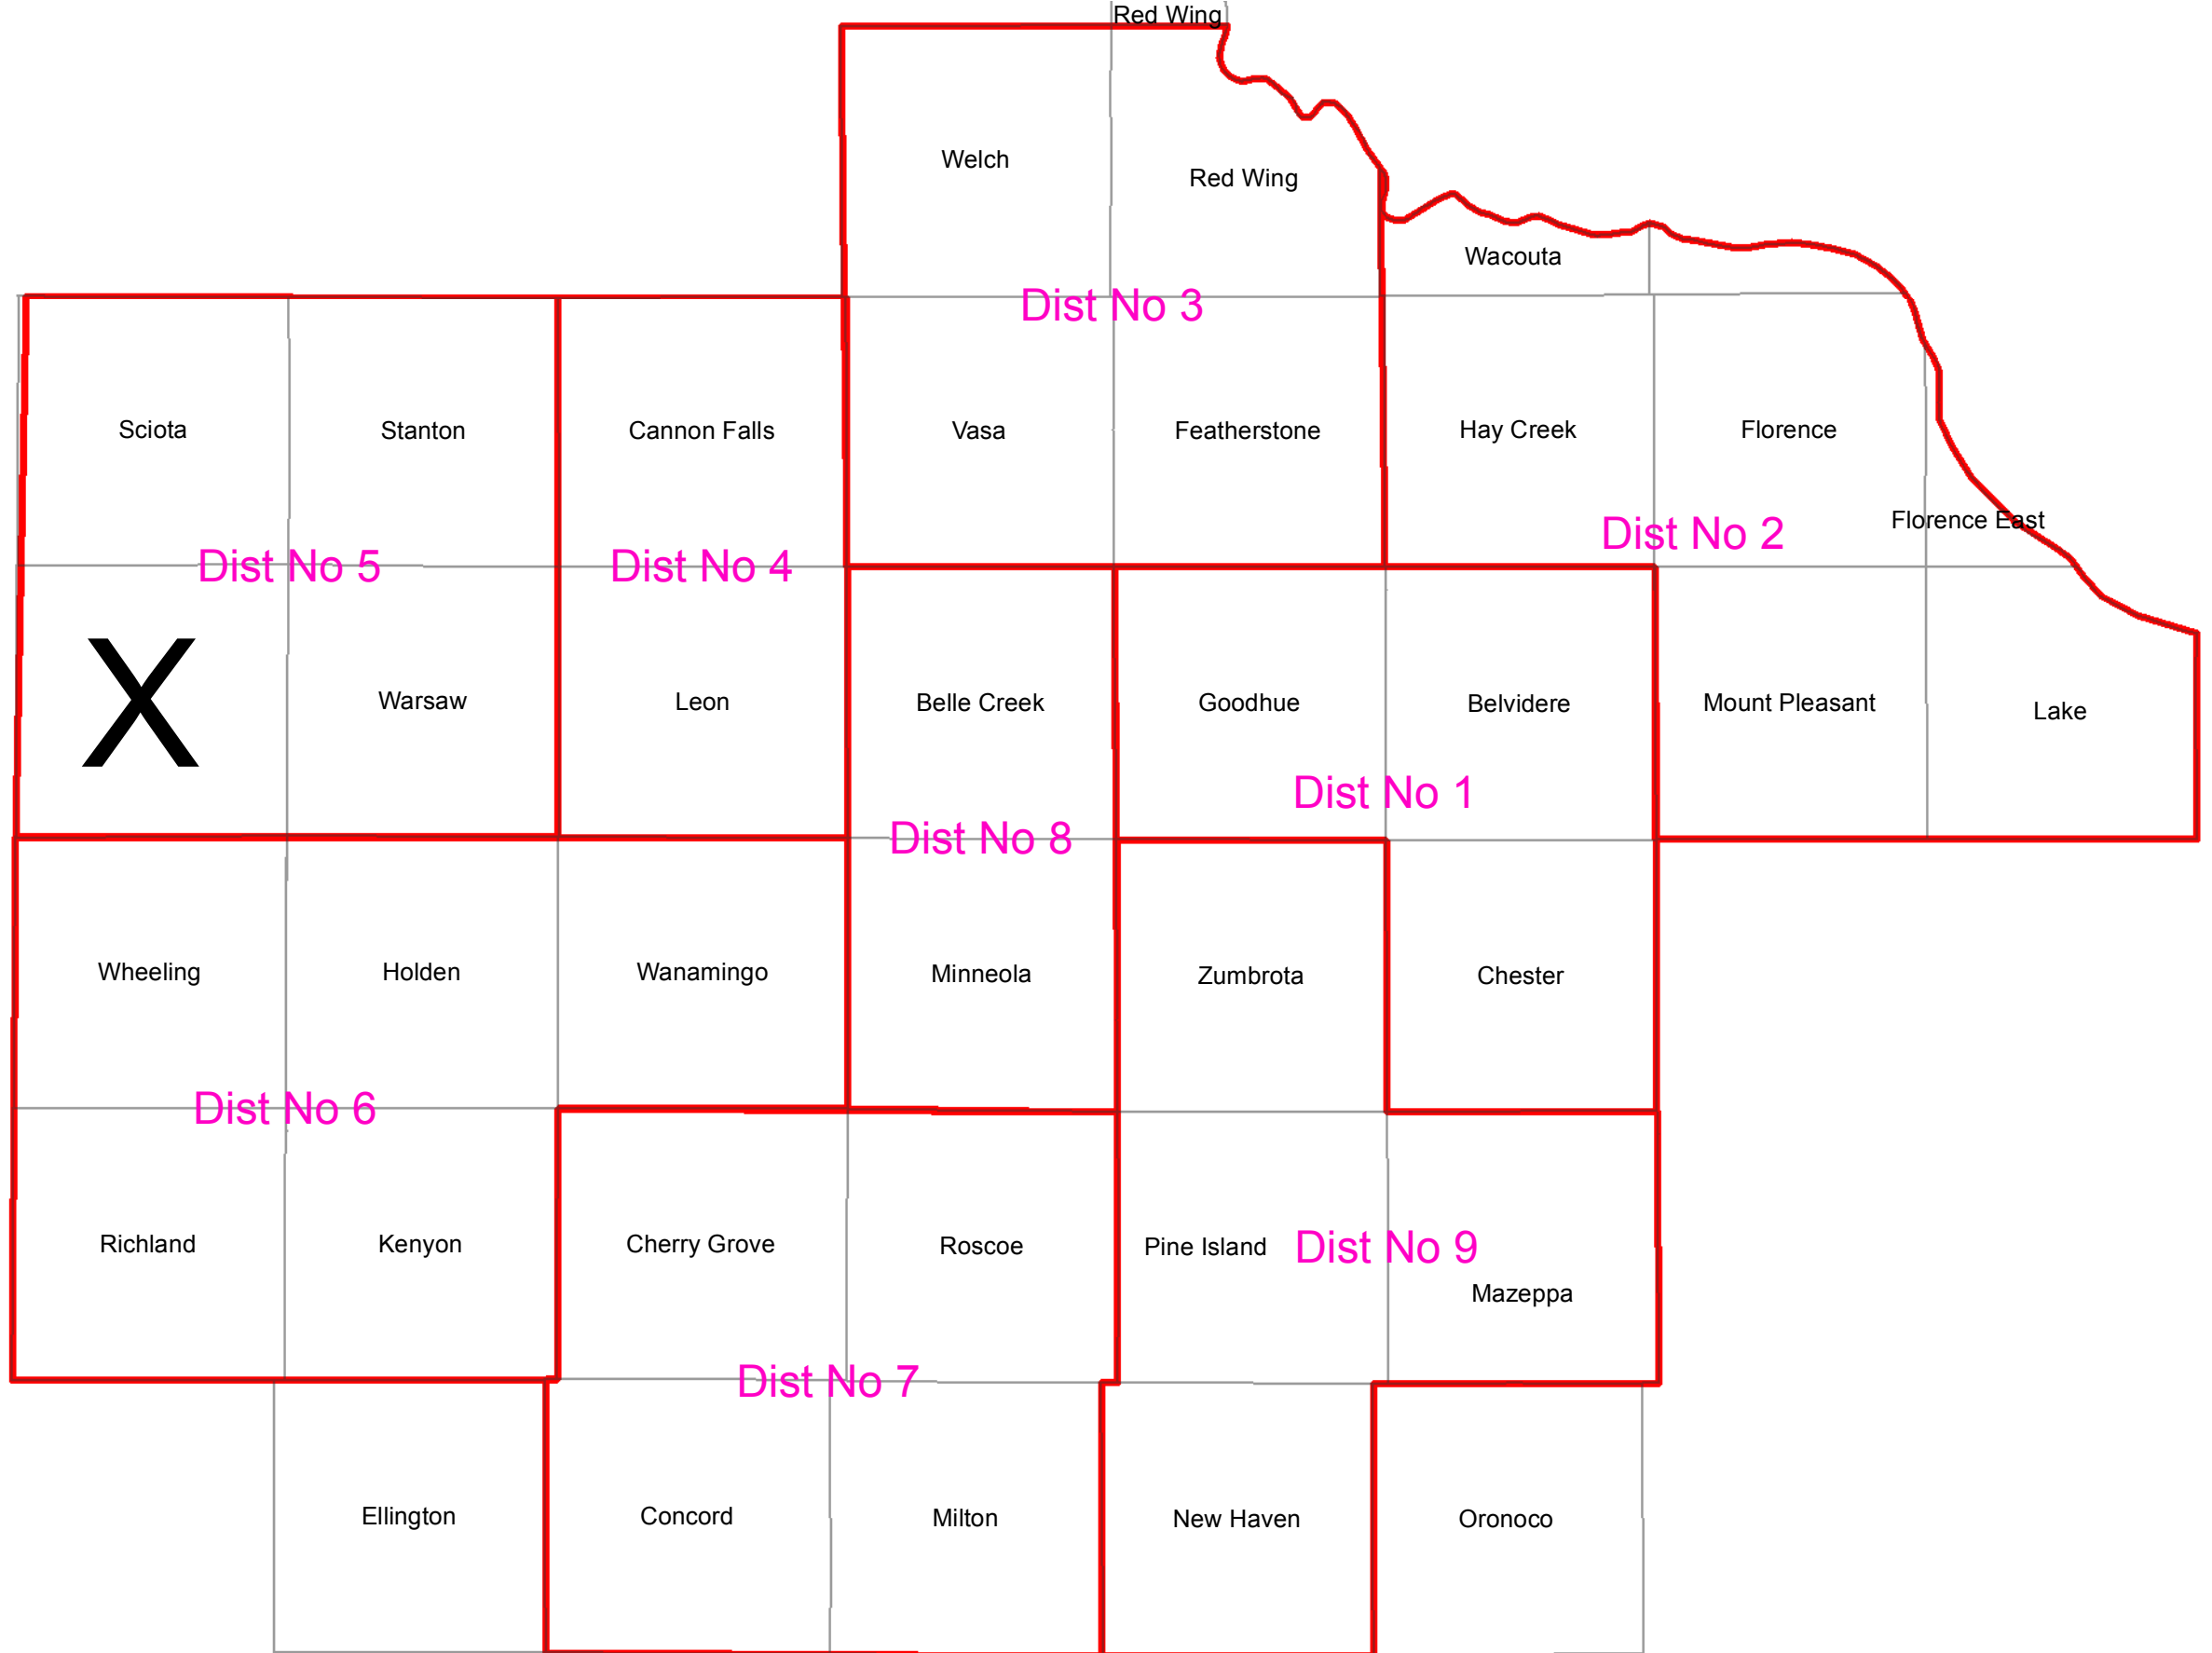 Red Wing
Welch
Red Wing
Wacouta
Dist No 3
Sciota
Stanton
Cannon Falls
Vasa
Featherstone
Hay Creek
Florence
Florence East
Dist No 2
Dist No 5
Dist No 4
X
Warsaw
Leon
Belle Creek
Goodhue
Belvidere
Mount Pleasant
Lake
Dist No 1
Dist No 8
Wheeling
Holden
Wanamingo
Minneola
Zumbrota
Chester
Dist No 6
Richland
Kenyon
Cherry Grove
Roscoe
Pine Island
Dist No 9
Mazeppa
Dist No 7
Ellington
Concord
Milton
New Haven
Oronoco